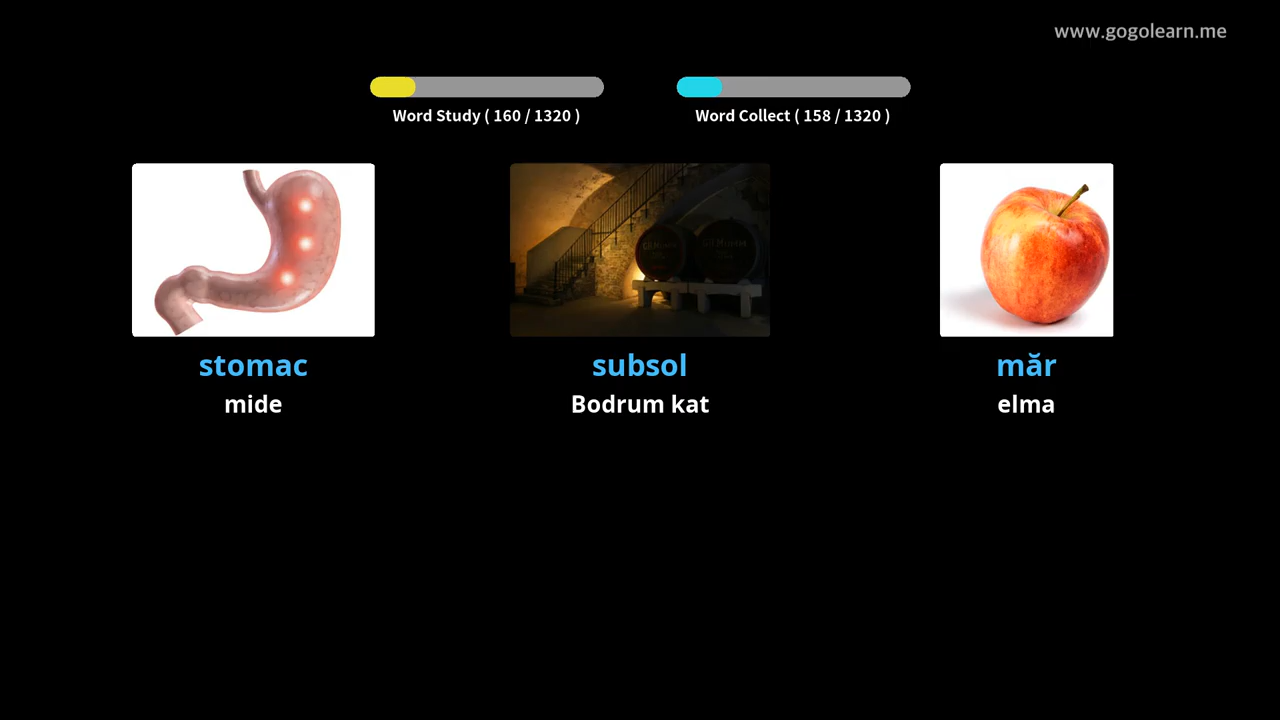 www.gogolearn.me
Word Study ( 160 / 1320 )
Word Collect ( 158 / 1320 )
stomac
subsol
măr
mide
Bodrum kat
elma